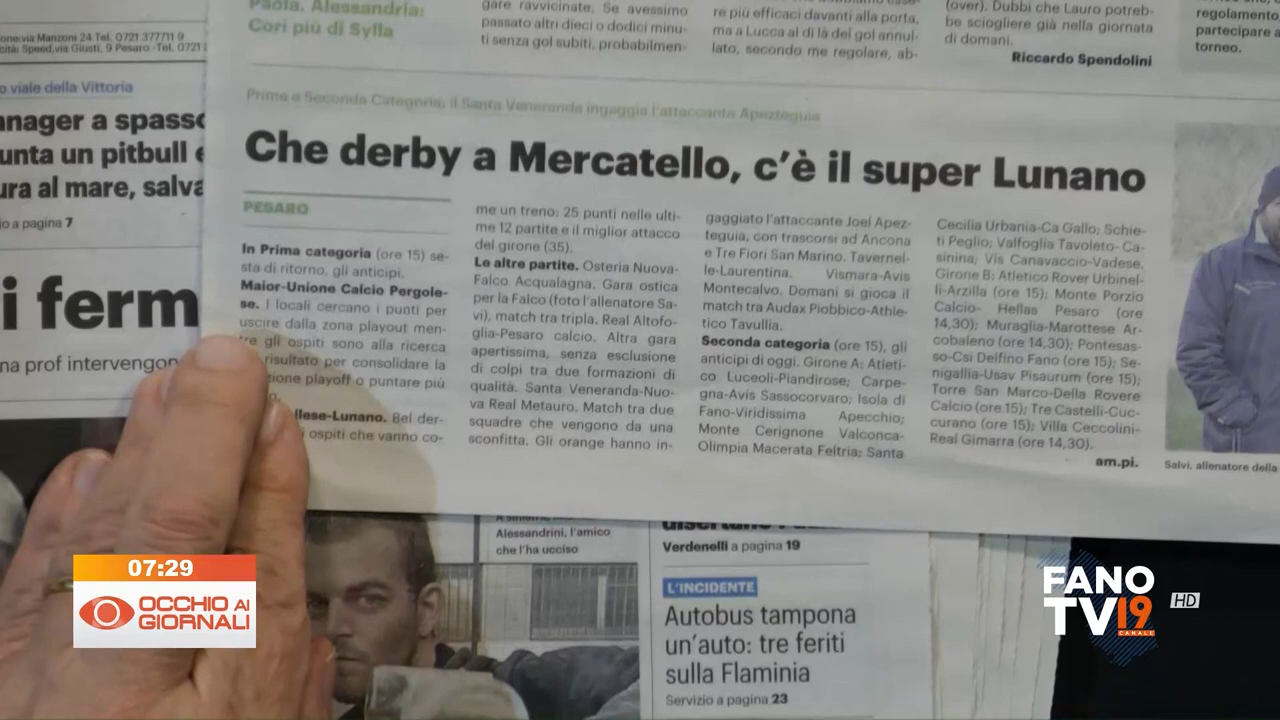 Paola. Alessandria:
Cori più di Sylla
gare ravvicinate. Se avessimo
passato altri dieci o dodici minu-
ti senza gol subiti, probabilmen-
re più efficaci davanti alla porta,
ma a Lucca al di là del gol annul-
lato, secondo me regolare, ab-
(over). Dubbi che Lauro potreb-
be sciogliere già nella giornata
di domani.
Riccardo Spendolini
regolamento,
partecipare a
torneo.
via Manzoni 24 Tel. 0721 377711 9
Speed, via Giusti, 9 Pesaro -Tel. 0721
viale della Vittoria
a spasso
unta un pitbull e
al mare, salva
a pagina 7
i ferm
na prof intervengon
Prima e Seconda Categoria: il Santa Veneranda ingaggia l'attaccante Apezteguia
Che derby a Mercatello, c'è il super Lunano
PESARO
In Prima categoria (ore 15) se-
sta di ritorno, gli anticipi.
Maior-Unione Calcio Pergole-
se. I locali cercano i punti per
uscire dalla zona playout men-
tre gli ospiti sono alla ricerca
risultato per consolidare la
zione playoff o puntare più
llese-Lunano. Bel der-
ospiti che vanno co-
me un treno: 25 punti nelle ulti-
me 12 partite e il miglior attacco
del girone (35).
Le altre partite. Osteria Nuova-
Falco Acqualagna. Gara ostica
per la Falco (foto l'allenatore Sa-
vi), match tra tripla. Real Altofo-
glia-Pesaro calcio. Altra gara
apertissima, senza esclusione
di colpi tra due formazioni di
qualità. Santa Veneranda-Nuo-
va Real Metauro. Match tra due
squadre che vengono da una
sconfitta. Gli orange hanno in-
gaggiato l'attaccante Joel Apez-
teguia, con trascorsi ad Ancona
e Tre Fiori San Marino. Tavernel-
le-Laurentina. Vismara-Avis
Montecalvo. Domani si gioca il
match tra Audax Piobbico-Athle-
tico Tavullia.
Seconda categoria (ore 15), gli
anticipi di oggi. Girone A: Atleti-
co Luceoli-Piandirose; Carpe-
gna-Avis Sassocorvaro; Isola di
Fano-Viridissima Apecchio;
Monte Cerignone Valconca-
Olimpia Macerata Feltria; Santa
Cecilia Urbania-Ca Gallo; Schie-
ti Peglio; Valfoglia Tavoleto- Ca-
sinina; Vis Canavaccio-Vadese.
Girone B: Atletico Rover Urbinel-
li-Arzilla (ore 15); Monte Porzio
Calcio- Hellas Pesaro (ore
14,30); Muraglia-Marottese Ar-
cobaleno (ore 14,30); Pontesas-
so-Csi Delfino Fano (ore 15); Se-
nigallia-Usav Pisaurum (ore 15);
Torre San Marco-Della Rovere
Calcio (ore 15); Tre Castelli-Cuc-
curano (ore 15); Villa Ceccolini-
Real Gimarra (ore 14,30).
am.pi.
Salvi, allenatore della
Alessandrini, l'amico
che l'ha ucciso
Verdenelli a pagina 19
L'INCIDENTE
Autobus tampona
un'auto: tre feriti
sulla Flaminia
Servizio a pagina 23
07:29
OCCHIO AI
GIORNALI
FANO
TV19
CANALE
HD